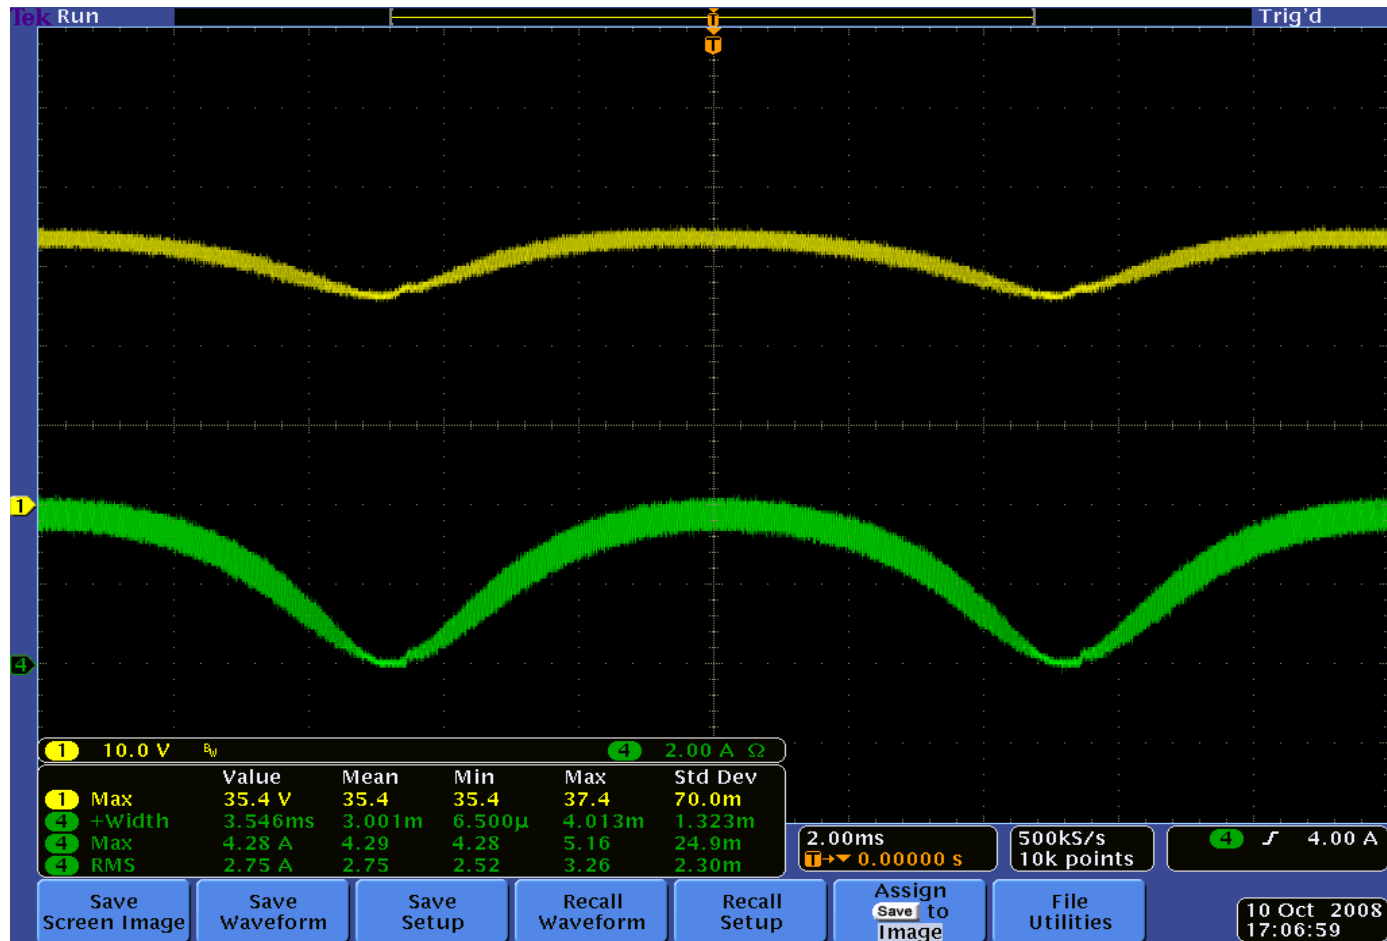 Tek Run Trig'd
T
T
1
4
1 10.0 V BW 4 2.00 A Ω
Value Mean Min Max Std Dev
1 Max 35.4 V 35.4 35.4 37.4 70.0m
4 +Width 3.546ms 3.001m 6.500µ 4.013m 1.323m
4 Max 4.28 A 4.29 4.28 5.16 24.9m
4 RMS 2.75 A 2.75 2.52 3.26 2.30m
2.00ms
T→▼ 0.00000 s
500kS/s
10k points
4 ʃ 4.00 A
Save
Screen Image
Save
Waveform
Save
Setup
Recall
Waveform
Recall
Setup
Assign
Save to
Image
File
Utilities
10 Oct 2008
17:06:59